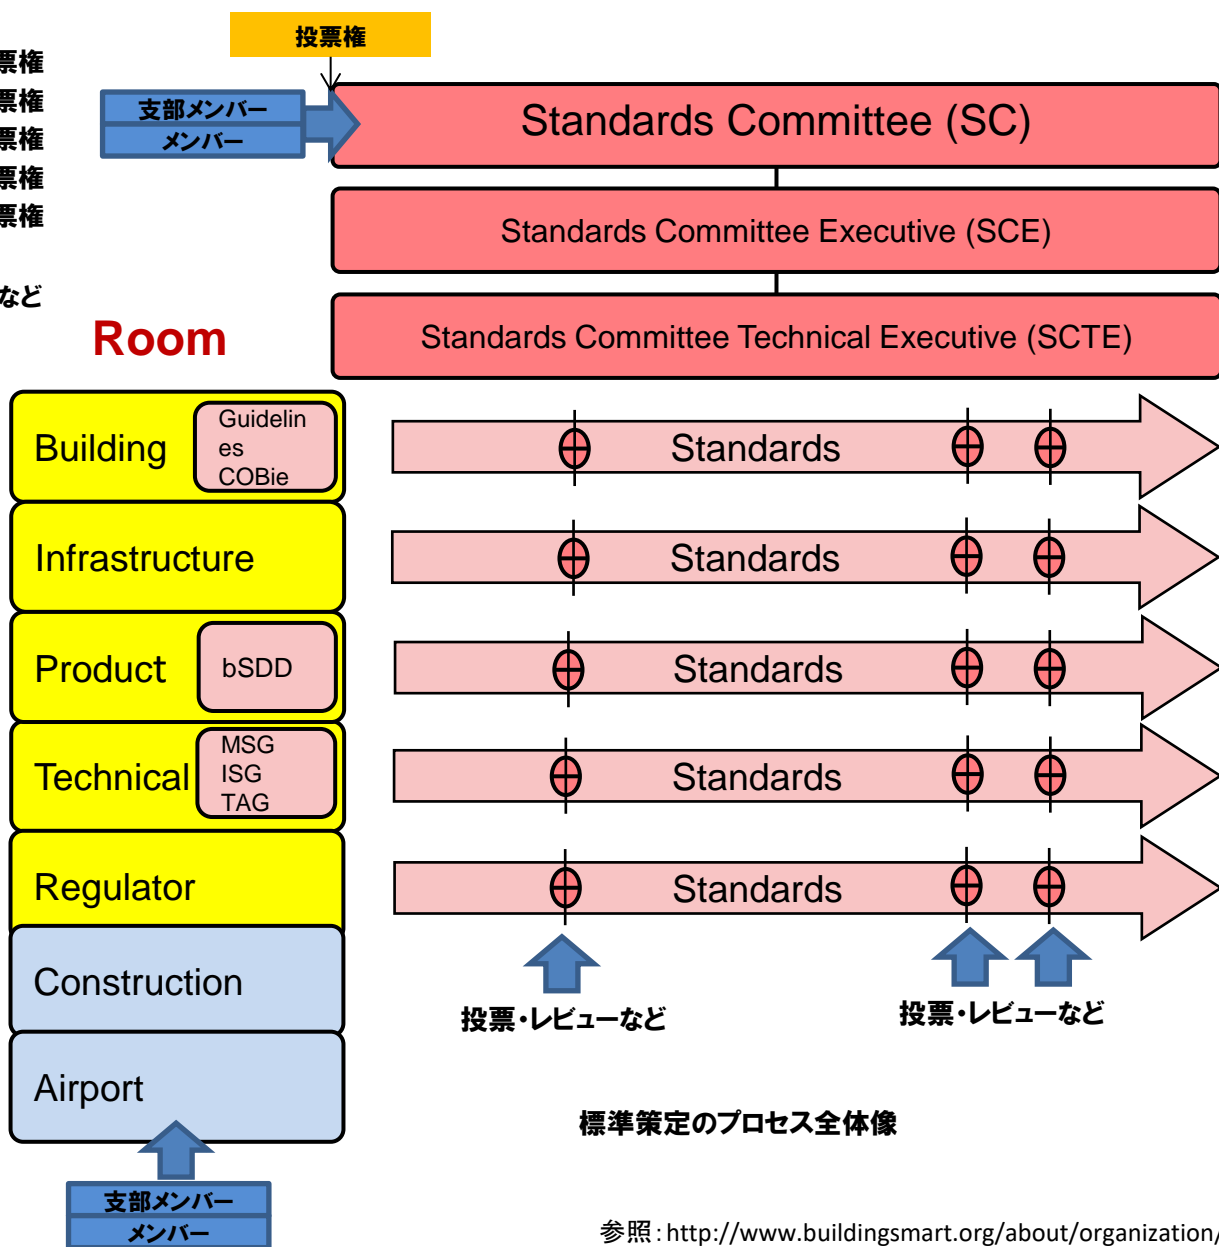 投票権
票権
票権
票権
票権
票権
など
支部メンバー
メンバー
Standards Committee (SC)
Standards Committee Executive (SCE)
Standards Committee Technical Executive (SCTE)
Room
Building
Guidelin
es
COBie
Standards
Infrastructure
Standards
Product
bSDD
Standards
Technical
MSG
ISG
TAG
Standards
Regulator
Standards
Construction
Airport
投票・レビューなど
投票・レビューなど
標準策定のプロセス全体像
支部メンバー
メンバー
参照：http://www.buildingsmart.org/about/organization/